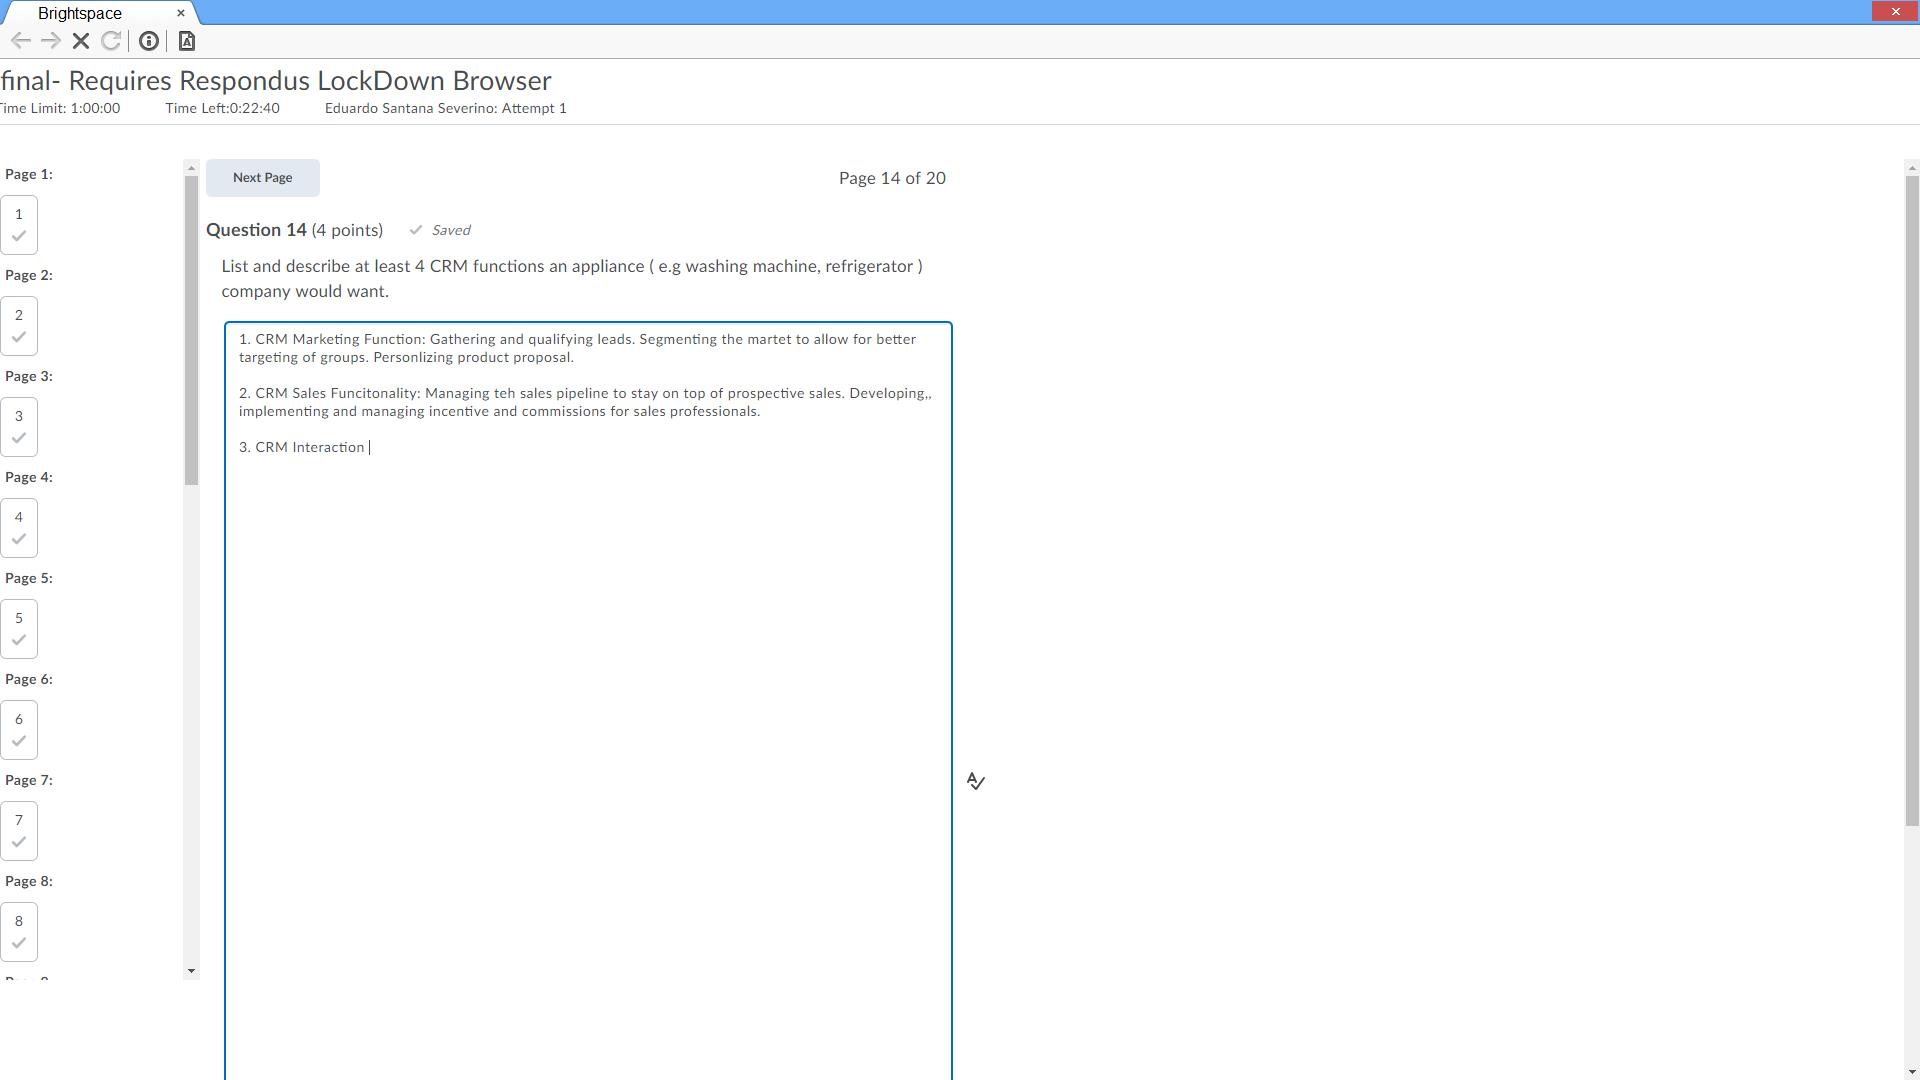 Brightspace
final- Requires Respondus LockDown Browser
Time Limit: 1:00:00 Time Left:0:22:40 Eduardo Santana Severino: Attempt 1
Page 1:
1
Page 2:
2
Page 3:
3
Page 4:
4
Page 5:
5
Page 6:
6
Page 7:
7
Page 8:
8
Next Page
Page 14 of 20
Question 14 (4 points) Saved
List and describe at least 4 CRM functions an appliance ( e.g washing machine, refrigerator )
company would want.
1. CRM Marketing Function: Gathering and qualifying leads. Segmenting the martet to allow for better
targeting of groups. Personlizing product proposal.
2. CRM Sales Funcitonality: Managing teh sales pipeline to stay on top of prospective sales. Developing,,
implementing and managing incentive and commissions for sales professionals.
3. CRM Interaction